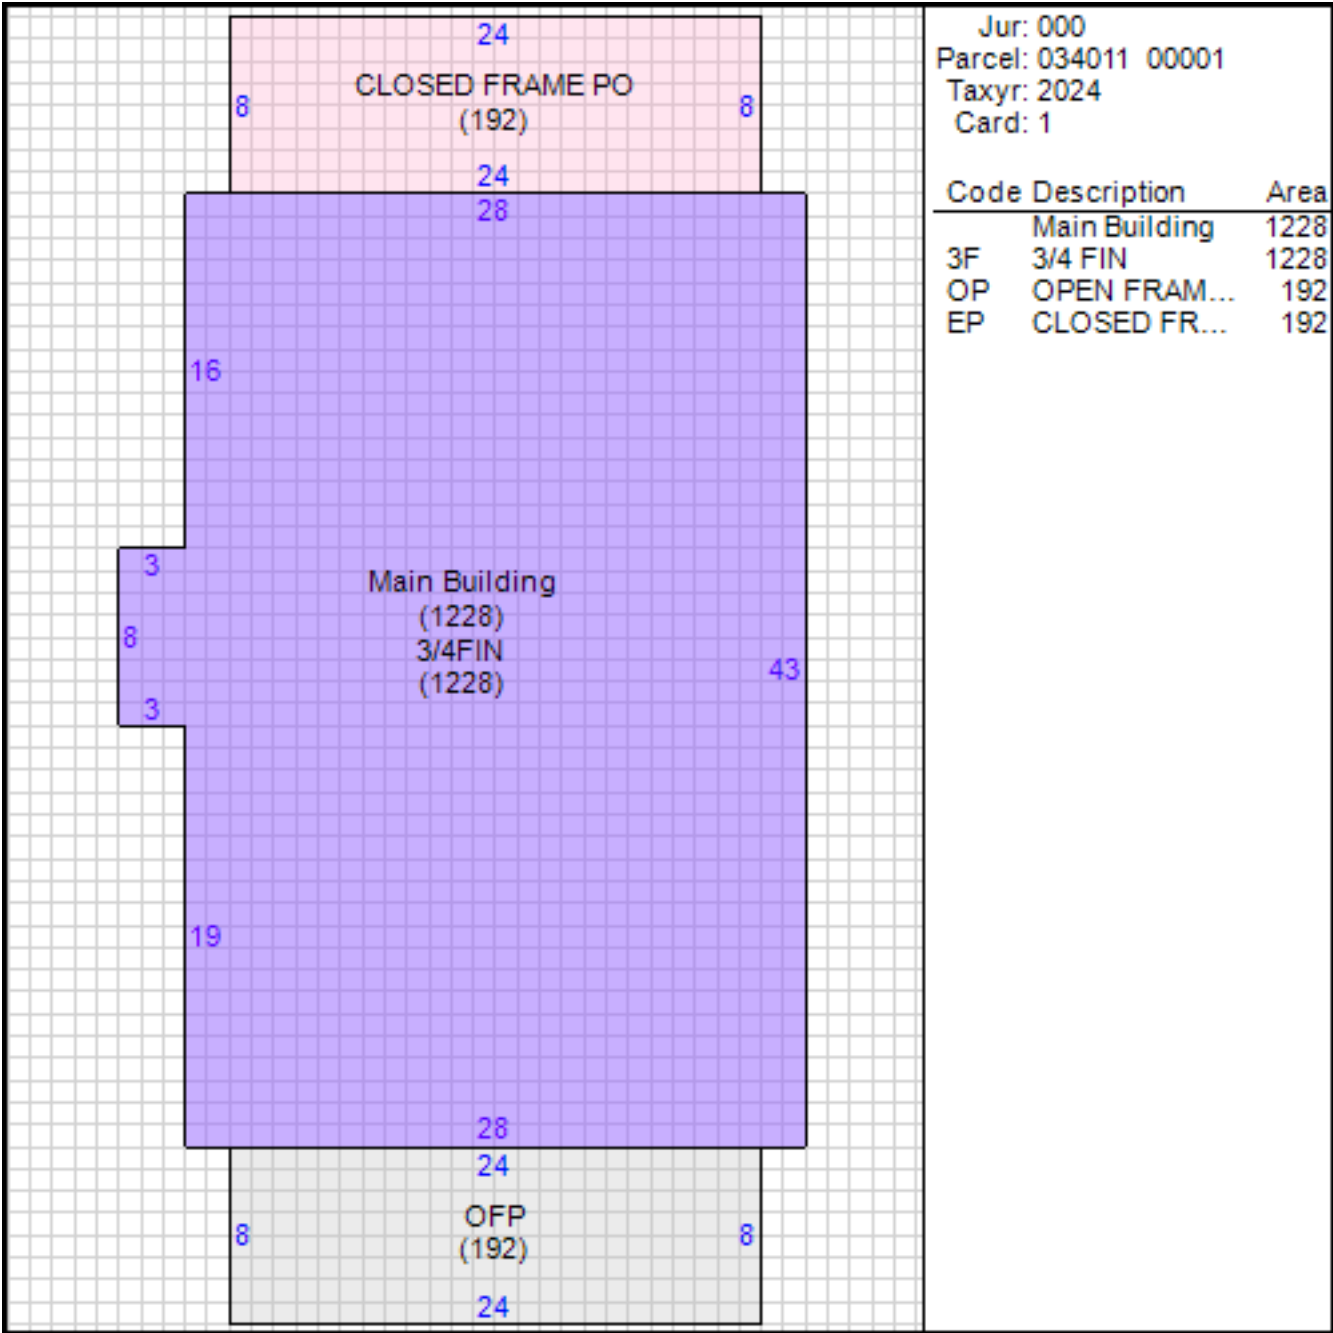 24
CLOSED FRAME PO
8
8
(192)
24
28
16
3
Main Building
(1228)
8
3/4FIN
43
(1228)
3
19
28
24
OFP
8
8
(192)
24
Jur: 000
Parcel: 034011 00001
Taxyr: 2024
Card: 1
Code Description Area
Main Building 1228
3F 3/4 FIN 1228
OP OPEN FRAM... 192
EP CLOSED FR... 192